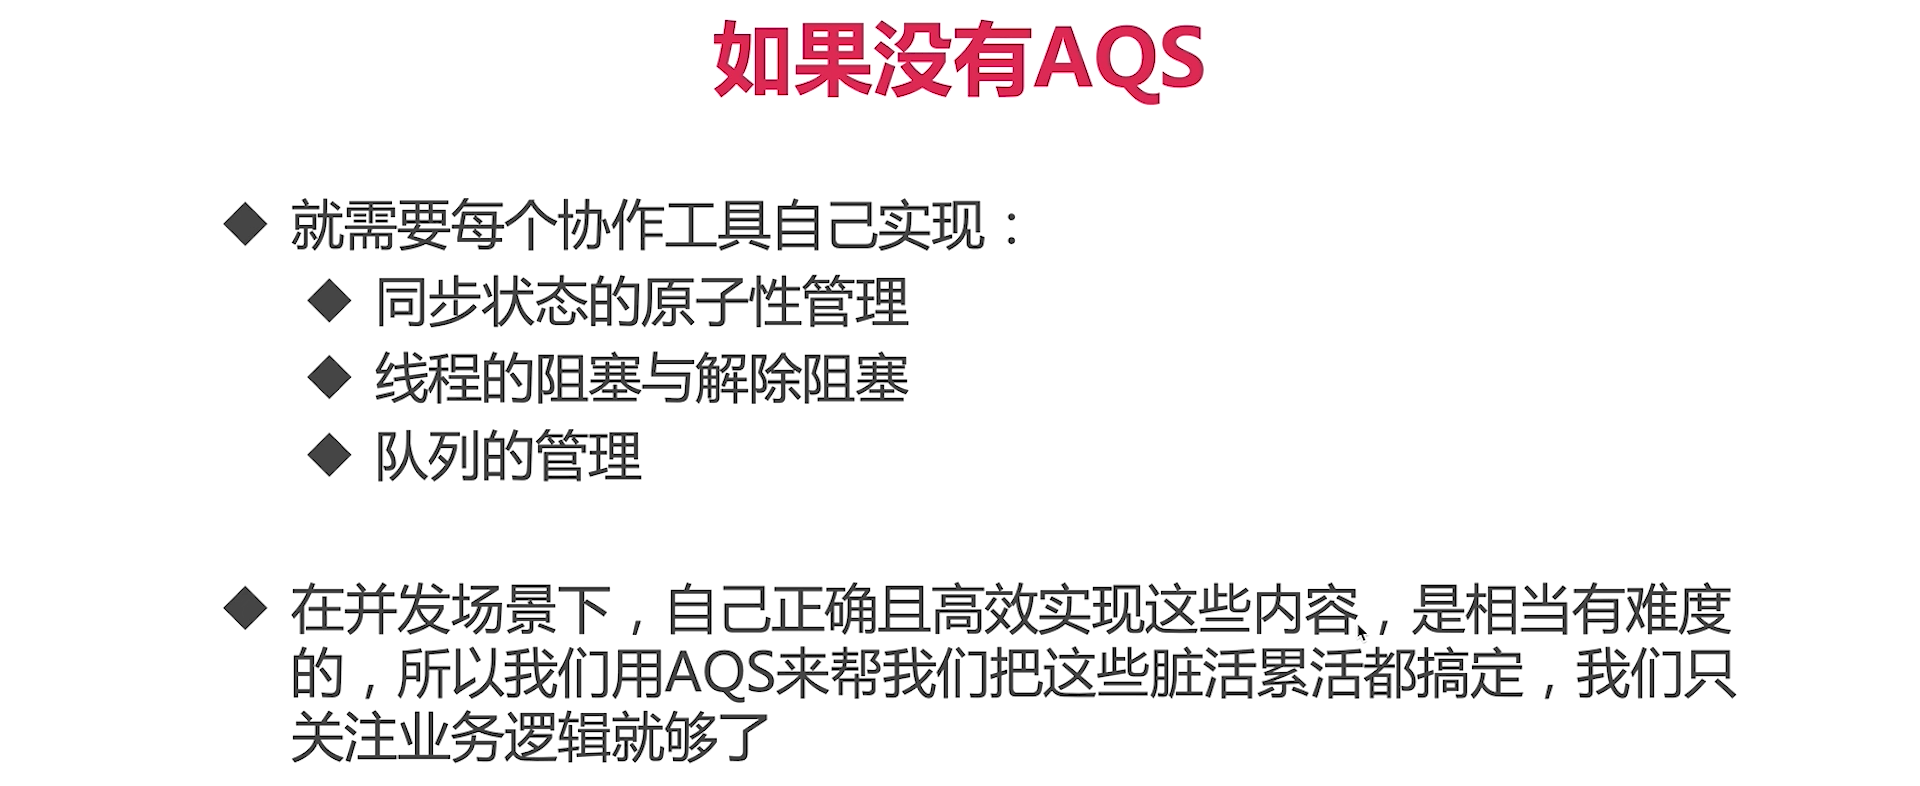 如果没有AQS
◆ 就需要每个协作工具自己实现：
◆ 同步状态的原子性管理
◆ 线程的阻塞与解除阻塞
◆ 队列的管理
◆ 在并发场景下，自己正确且高效实现这些内容，是相当有难度
的，所以我们用AQS来帮我们把这些脏活累活都搞定，我们只
关注业务逻辑就够了